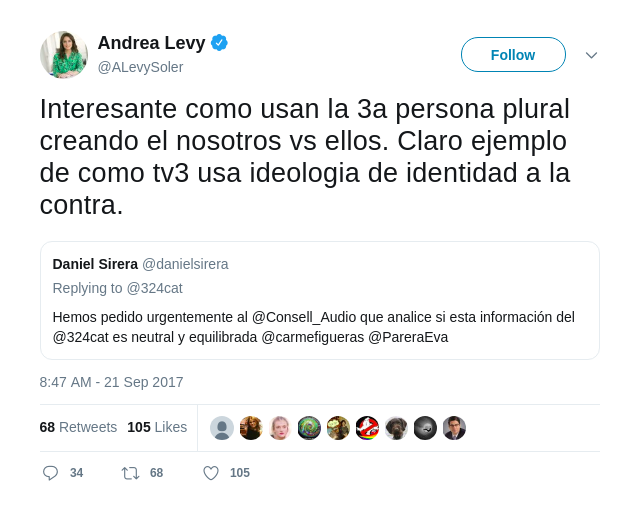 Andrea Levy
@ALevySoler
Follow
Interesante como usan la 3a persona plural
creando el nosotros vs ellos. Claro ejemplo
de como tv3 usa ideologia de identidad a la
contra.
Daniel Sirera @danielsirera
Replying to @324cat
Hemos pedido urgentemente al @Consell_Audio que analice si esta información del
@324cat es neutral y equilibrada @carmefigueras @PareraEva
8:47 AM - 21 Sep 2017
68 Retweets 105 Likes
34 68 105